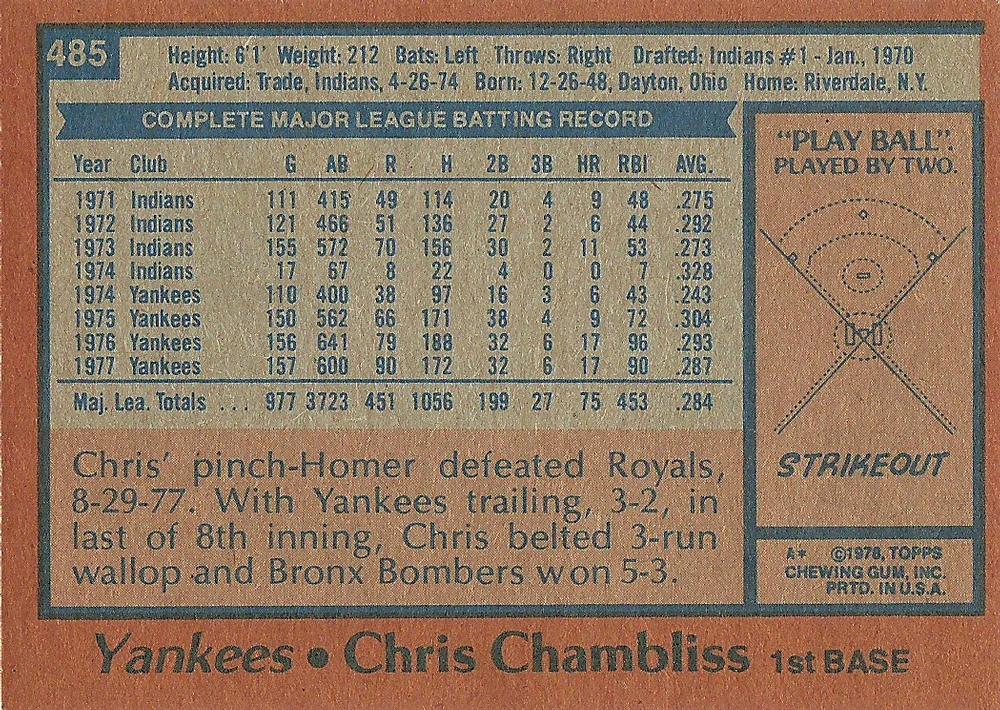 485
Height: 6'1' Weight: 212 Bats: Left Throws: Right Drafted: Indians #1 - Jan., 1970
Acquired: Trade, Indians, 4-26-74 Born: 12-26-48, Dayton, Ohio Home: Riverdale, N.Y.
COMPLETE MAJOR LEAGUE BATTING RECORD
Year Club G AB R H 2B 3B HR RBI AVG.
1971 Indians 111 415 49 114 20 4 9 48 .275
1972 Indians 121 466 51 136 27 2 6 44 .292
1973 Indians 155 572 70 156 30 2 11 53 .273
1974 Indians 17 67 8 22 4 0 0 7 .328
1974 Yankees 110 400 38 97 16 3 6 43 .243
1975 Yankees 150 562 66 171 38 4 9 72 .304
1976 Yankees 156 641 79 188 32 6 17 96 .293
1977 Yankees 157 600 90 172 32 6 17 90 .287
Maj. Lea. Totals ... 977 3723 451 1056 199 27 75 453 .284
Chris' pinch-Homer defeated Royals,
8-29-77. With Yankees trailing, 3-2, in
last of 8th inning, Chris belted 3-run
wallop and Bronx Bombers won 5-3.
"PLAY BALL".
PLAYED BY TWO.
STRIKEOUT
A* ©1978, TOPPS
CHEWING GUM, INC.
PRTD. IN U.S.A.
Yankees • Chris Chambliss 1st BASE